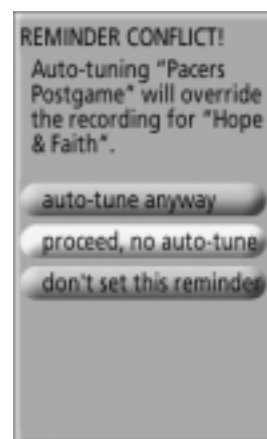 REMINDER CONFLICT!
Auto-tuning "Pacers
Postgame" will override
the recording for "Hope
& Faith".
auto-tune anyway
proceed, no auto-tune
don't set this reminder